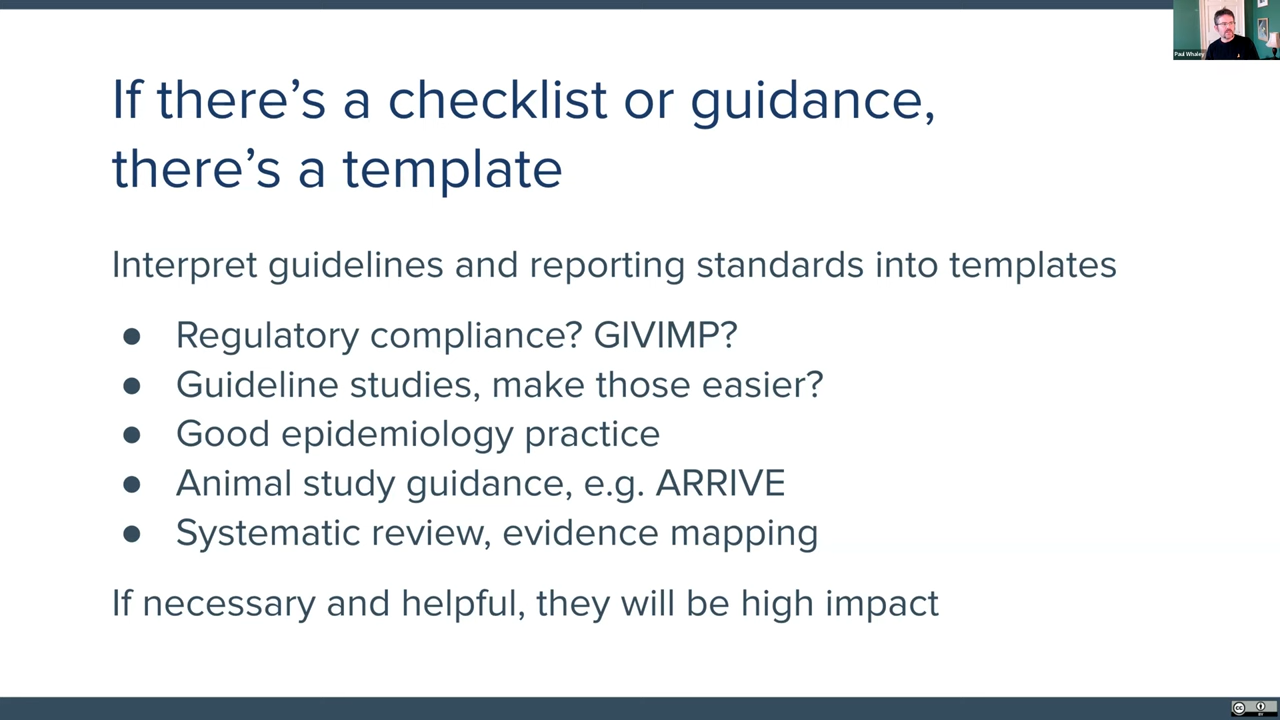 Paul Whaley
If there's a checklist or guidance,
there's a template
Interpret guidelines and reporting standards into templates
● Regulatory compliance? GIVIMP?
● Guideline studies, make those easier?
● Good epidemiology practice
● Animal study guidance, e.g. ARRIVE
● Systematic review, evidence mapping
If necessary and helpful, they will be high impact
cc
BY